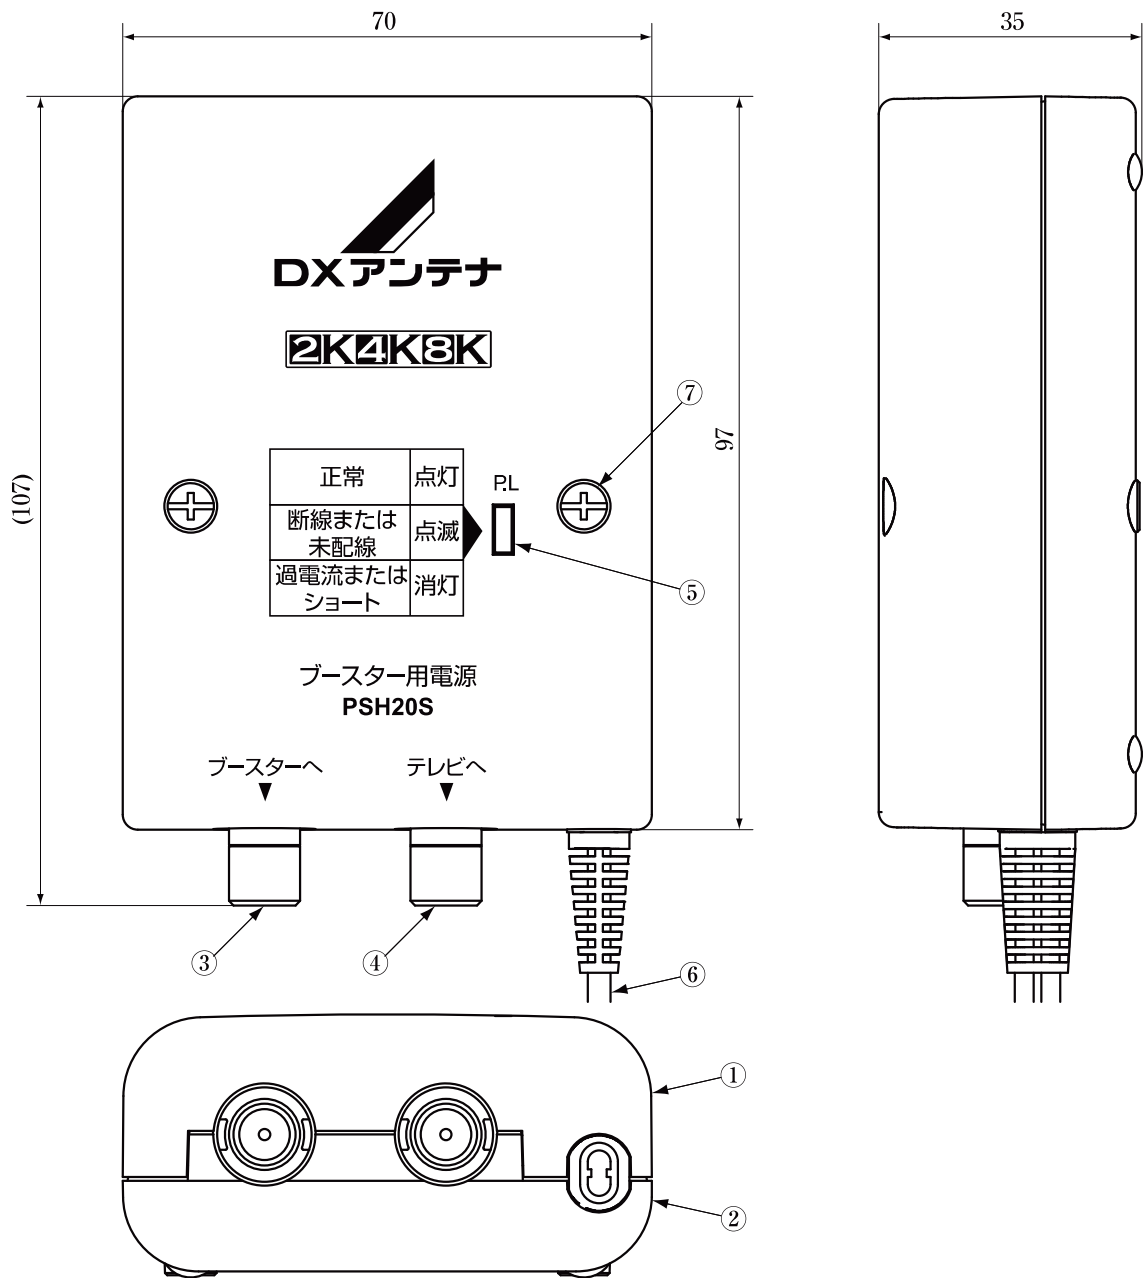 70
35
DXアンテナ
2K4K8K
⑦
97
(107)
正常 点灯
P.L
断線または
未配線 点滅
過電流または
ショート 消灯
⑤
ブースター用電源
PSH20S
ブースターへ テレビへ
▼ ▼
③ ④ ⑥
①
②